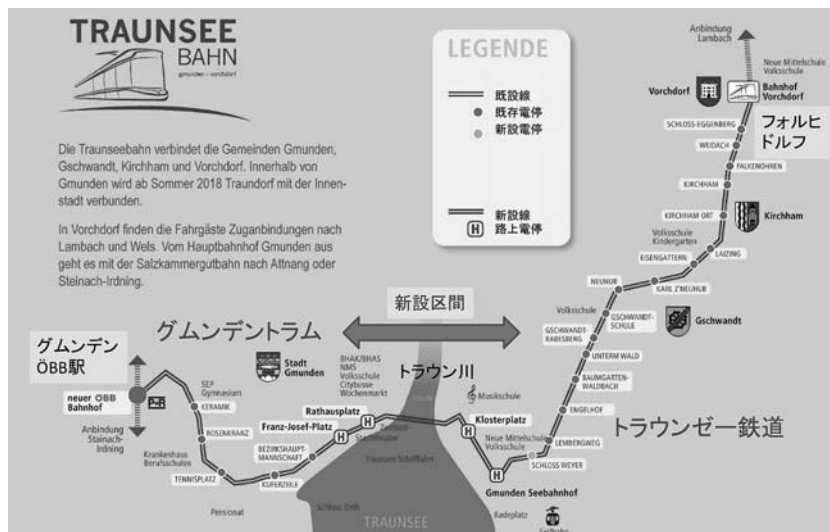 TRAUNSEE
BAHN
gmunden – vorchdorf
Die Traunseebahn verbindet die Gemeinden Gmunden,
Gschwandt, Kirchham und Vorchdorf. Innerhalb von
Gmunden wird ab Sommer 2018 Traundorf mit der Innen-
stadt verbunden.
In Vorchdorf finden die Fahrgäste Zuganbindungen nach
Lambach und Wels. Vom Hauptbahnhof Gmunden aus
geht es mit der Salzkammergutbahn nach Attnang oder
Steinach-Irdning.
LEGENDE
既設線
既存電停
新設電停
新設線
H 路上電停
Anbindung
Lambach
Neue Mittelschule
Volksschule
Vorchdorf
Bahnhof
Vorchdorf
フォルヒ
ドルフ
SCHLOSS-EGGENBERG
WEIDACH
FALKENOHREN
KIRCHHAM
KIRCHHAM ORT
Kirchham
Volksschule
Kindergarten
LAIZING
EISENGATTERN
KARL Z'NEUHUB
NEUHUB
Volksschule
GSCHWANDT-
SCHULE
Gschwandt
GSCHWANDT-
RABESBERG
UNTERM WALD
BAUMGARTEN-
WALDBACH
ENGELHOF
トラウンゼー鉄道
LEMBERGWEG
Neue Mittelschule
Volksschule
SCHLOSS WEYER
新設区間
グムンデントラム
トラウン川
グムンデン
ÖBB駅
Stadt
Gmunden
BHAK/BHAS
NMS
Volksschule
Citybusse
Wochenmarkt
Musikschule
neuer ÖBB
Bahnhof
P+R
SEP
Gymnasium
KERAMIK
Anbindung
Stainach-
Irdning
ROSENKRANZ
Krankenhaus
Berufsschulen
TENNISPLATZ
KUFERZEILE
BEZIRKSHAUPT-
MANNSCHAFT
Franz-Josef-Platz
H
Rathausplatz
H
Zentrum
Klosterplatz
H
H
Gmunden Seebahnhof
Traunsee Schifffahrt
Pensionat
Schloss Orth
TRAUNSEE
Badeplatz
Seilbahn